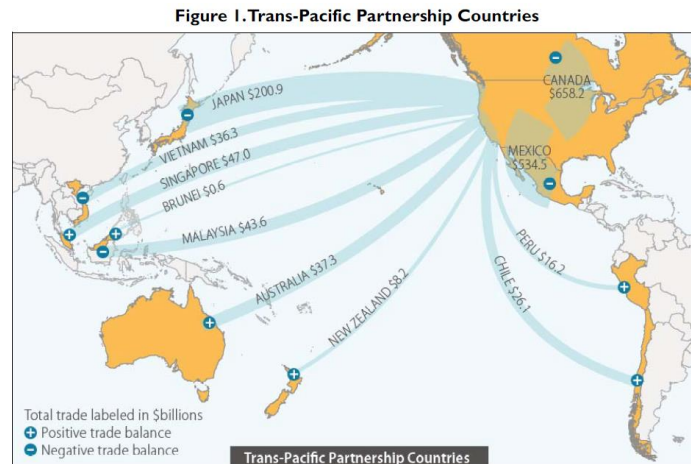 Figure 1. Trans-Pacific Partnership Countries
JAPAN $200.9
VIETNAM $36.3
SINGAPORE $47.0
BRUNEI $0.6
MALAYSIA $43.6
AUSTRALIA $37.3
NEW ZEALAND $8.2
CANADA
$658.2
MEXICO
$534.5
PERU $16.2
CHILE $26.1
Total trade labeled in $billions
+ Positive trade balance
− Negative trade balance
Trans-Pacific Partnership Countries